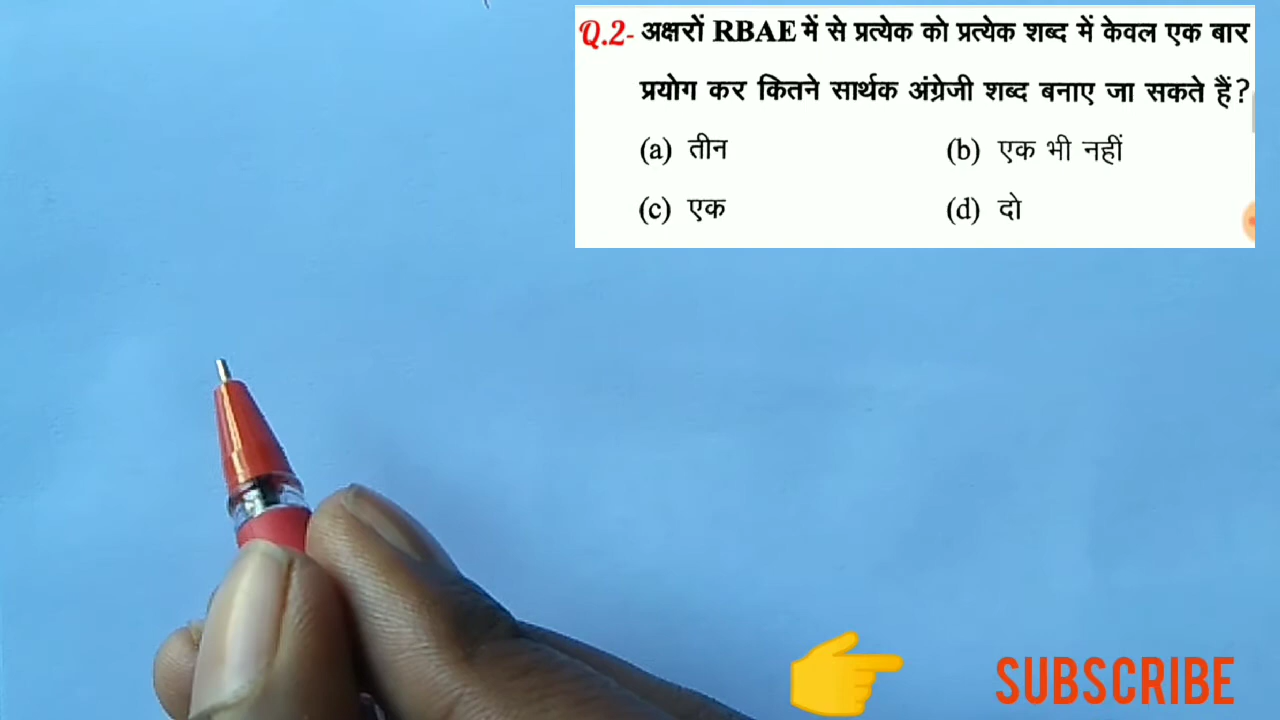 Q.2- अक्षरों RBAE में से प्रत्येक को प्रत्येक शब्द में केवल एक बार
प्रयोग कर कितने सार्थक अंग्रेजी शब्द बनाए जा सकते हैं?
(a) तीन (b) एक भी नहीं
(c) एक (d) दो
SUBSCRIBE